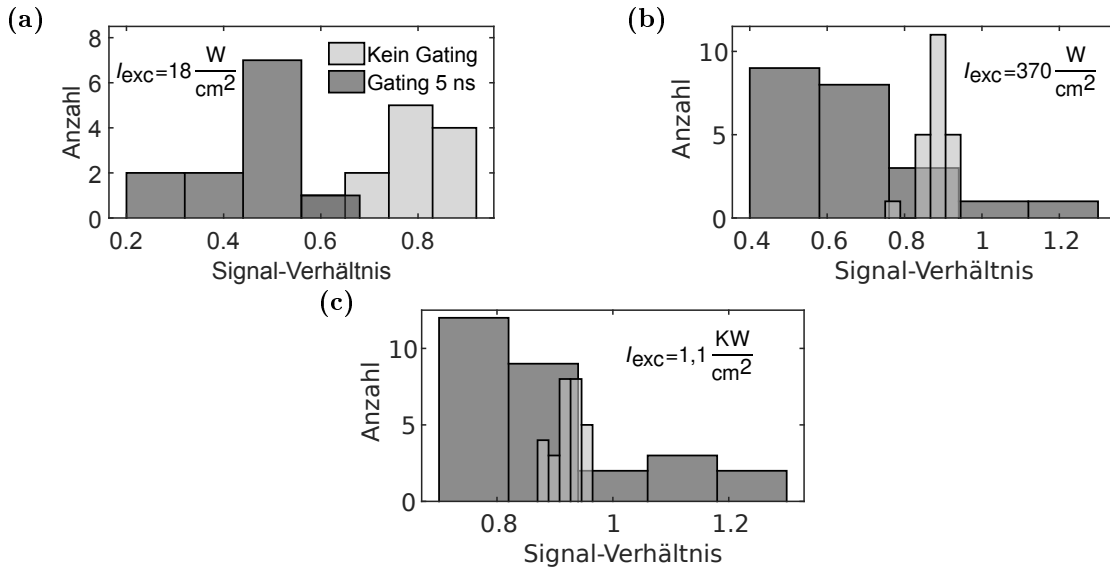 (a)
8
6
4
2
0
Anzahl
I_exc=18 W/cm²
Kein Gating
Gating 5 ns
0.2 0.4 0.6 0.8
Signal-Verhältnis
(b)
10
5
0
Anzahl
I_exc=370 W/cm²
0.4 0.6 0.8 1 1.2
Signal-Verhältnis
(c)
10
5
0
Anzahl
I_exc=1,1 KW/cm²
0.8 1 1.2
Signal-Verhältnis